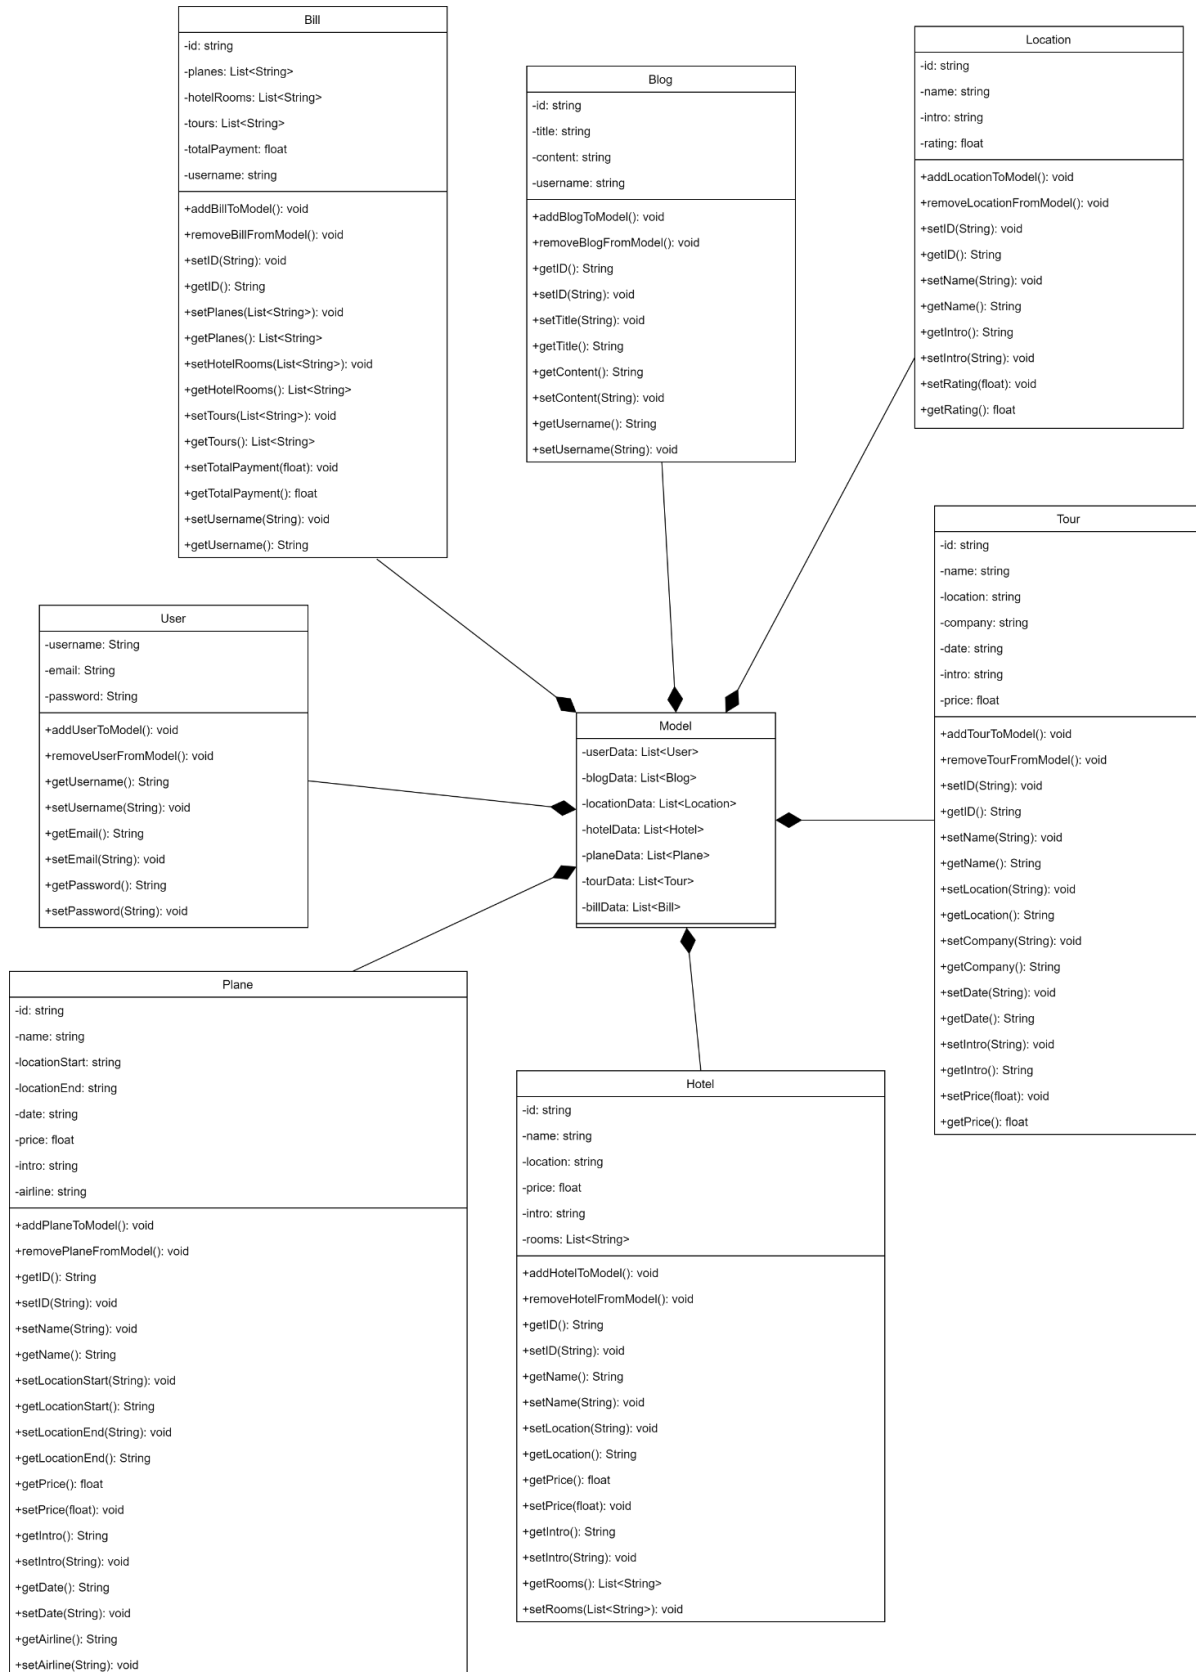 Bill
-id: string
-planes: List<String>
-hotelRooms: List<String>
-tours: List<String>
-totalPayment: float
-username: string
+addBillToModel(): void
+removeBillFromModel(): void
+setID(String): void
+getID(): String
+setPlanes(List<String>): void
+getPlanes(): List<String>
+setHotelRooms(List<String>): void
+getHotelRooms(): List<String>
+setTours(List<String>): void
+getTours(): List<String>
+setTotalPayment(float): void
+getTotalPayment(): float
+setUsername(String): void
+getUsername(): String
Blog
-id: string
-title: string
-content: string
-username: string
+addBlogToModel(): void
+removeBlogFromModel(): void
+getID(): String
+setID(String): void
+setTitle(String): void
+getTitle(): String
+getContent(): String
+setContent(String): void
+getUsername(): String
+setUsername(String): void
Location
-id: string
-name: string
-intro: string
-rating: float
+addLocationToModel(): void
+removeLocationFromModel(): void
+setID(String): void
+getID(): String
+setName(String): void
+getName(): String
+getIntro(): String
+setIntro(String): void
+setRating(float): void
+getRating(): float
User
-username: String
-email: String
-password: String
+addUserToModel(): void
+removeUserFromModel(): void
+getUsername(): String
+setUsername(String): void
+getEmail(): String
+setEmail(String): void
+getPassword(): String
+setPassword(String): void
Model
-userData: List<User>
-blogData: List<Blog>
-locationData: List<Location>
-hotelData: List<Hotel>
-planeData: List<Plane>
-tourData: List<Tour>
-billData: List<Bill>
Tour
-id: string
-name: string
-location: string
-company: string
-date: string
-intro: string
-price: float
+addTourToModel(): void
+removeTourFromModel(): void
+setID(String): void
+getID(): String
+setName(String): void
+getName(): String
+setLocation(String): void
+getLocation(): String
+setCompany(String): void
+getCompany(): String
+setDate(String): void
+getDate(): String
+setIntro(String): void
+getIntro(): String
+setPrice(float): void
+getPrice(): float
Plane
-id: string
-name: string
-locationStart: string
-locationEnd: string
-date: string
-price: float
-intro: string
-airline: string
+addPlaneToModel(): void
+removePlaneFromModel(): void
+getID(): String
+setID(String): void
+setName(String): void
+getName(): String
+setLocationStart(String): void
+getLocationStart(): String
+setLocationEnd(String): void
+getLocationEnd(): String
+getPrice(): float
+setPrice(float): void
+getIntro(): String
+setIntro(String): void
+getDate(): String
+setDate(String): void
+getAirline(): String
+setAirline(String): void
Hotel
-id: string
-name: string
-location: string
-price: float
-intro: string
-rooms: List<String>
+addHotelToModel(): void
+removeHotelFromModel(): void
+getID(): String
+setID(String): void
+getName(): String
+setName(String): void
+setLocation(String): void
+getLocation(): String
+getPrice(): float
+setPrice(float): void
+getIntro(): String
+setIntro(String): void
+getRooms(): List<String>
+setRooms(List<String>): void